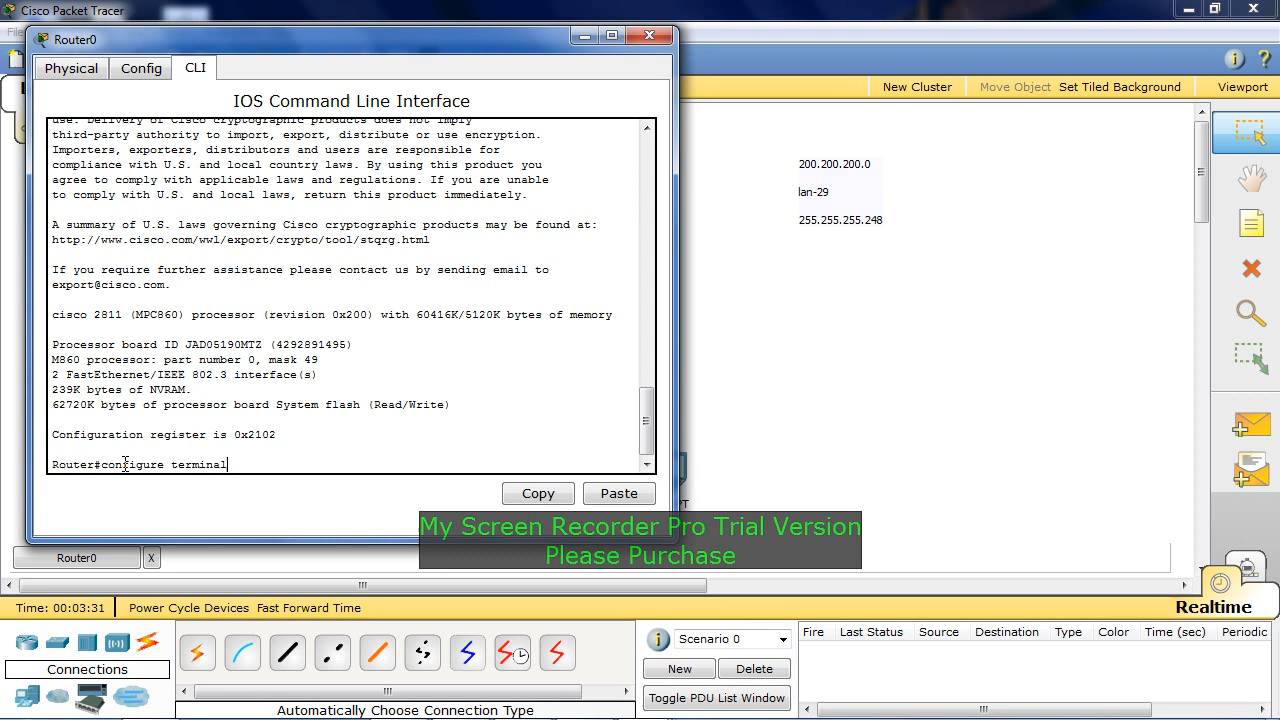 Cisco Packet Tracer
Router0
Physical
Config
CLI
IOS Command Line Interface
use. Delivery of Cisco cryptographic products does not imply
third-party authority to import, export, distribute or use encryption.
Importers, exporters, distributors and users are responsible for
compliance with U.S. and local country laws. By using this product you
agree to comply with applicable laws and regulations. If you are unable
to comply with U.S. and local laws, return this product immediately.
A summary of U.S. laws governing Cisco cryptographic products may be found at:
http://www.cisco.com/wwl/export/crypto/tool/stqrg.html
If you require further assistance please contact us by sending email to
export@cisco.com.
cisco 2811 (MPC860) processor (revision 0x200) with 60416K/5120K bytes of memory
Processor board ID JAD05190MTZ (4292891495)
M860 processor: part number 0, mask 49
2 FastEthernet/IEEE 802.3 interface(s)
239K bytes of NVRAM.
62720K bytes of processor board System flash (Read/Write)
Configuration register is 0x2102
Router#configure terminal
Copy
Paste
New Cluster
Move Object
Set Tiled Background
Viewport
200.200.200.0
lan-29
255.255.255.248
My Screen Recorder Pro Trial Version
Please Purchase
Router0
X
Time: 00:03:31
Power Cycle Devices
Fast Forward Time
Realtime
Connections
Automatically Choose Connection Type
Scenario 0
New
Delete
Toggle PDU List Window
Fire
Last Status
Source
Destination
Type
Color
Time (sec)
Periodic